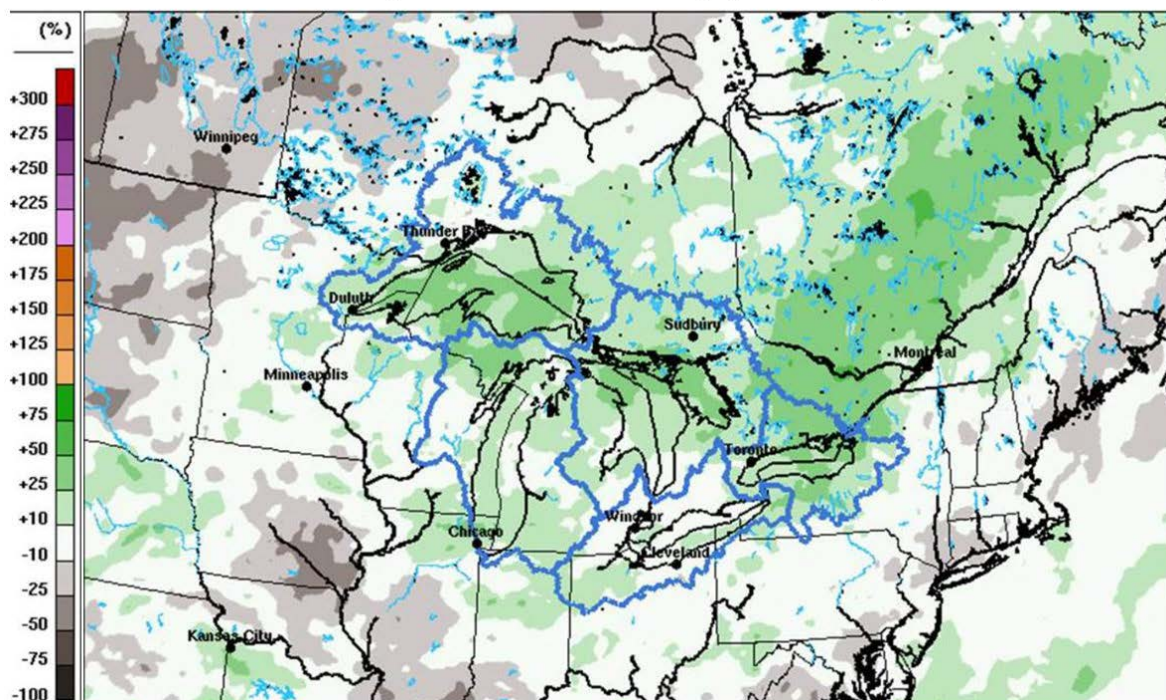 (%)
+300
+275
+250
+225
+200
+175
+150
+125
+100
+75
+50
+25
+10
-10
-25
-50
-75
-100
Winnipeg
Thunder Bay
Duluth
Sudbury
Minneapolis
Montreal
Toronto
Windsor
Chicago
Cleveland
Kansas City